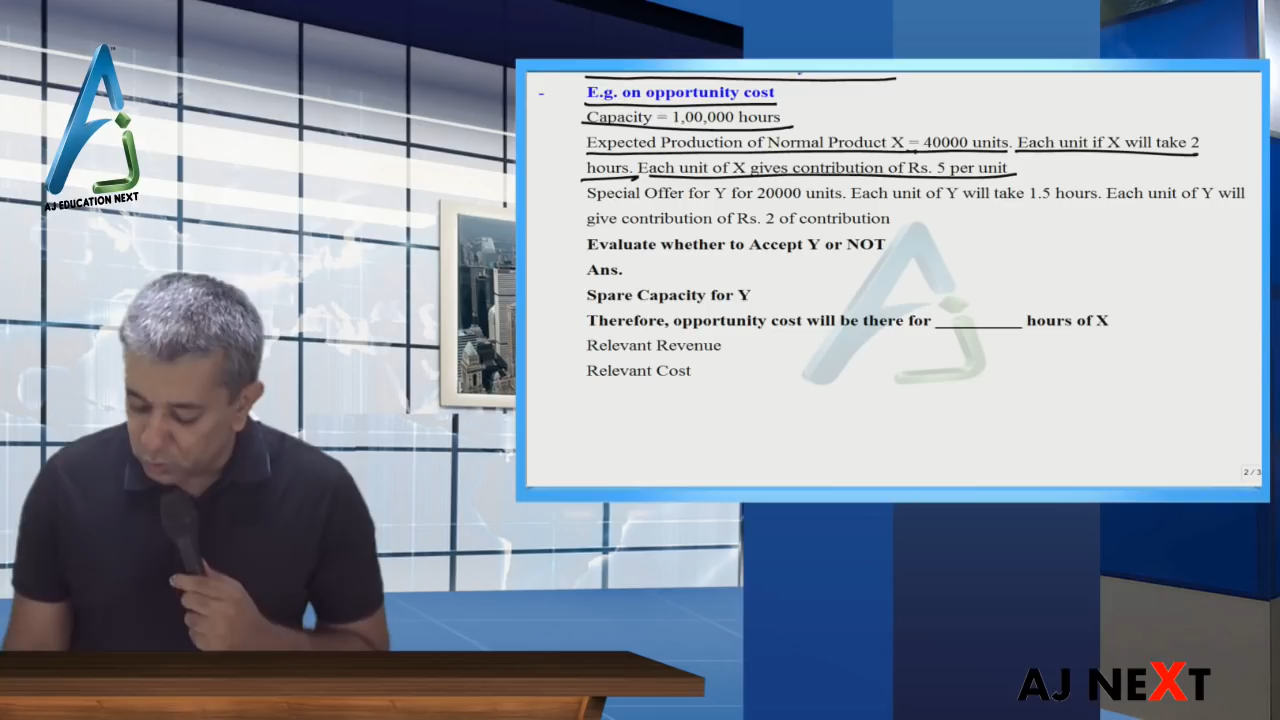 AJ EDUCATION NEXT
- E.g. on opportunity cost
Capacity = 1,00,000 hours
Expected Production of Normal Product X = 40000 units. Each unit if X will take 2
hours. Each unit of X gives contribution of Rs. 5 per unit
Special Offer for Y for 20000 units. Each unit of Y will take 1.5 hours. Each unit of Y will
give contribution of Rs. 2 of contribution
Evaluate whether to Accept Y or NOT
Ans.
Spare Capacity for Y
Therefore, opportunity cost will be there for __________ hours of X
Relevant Revenue
Relevant Cost
2/3
AJ NEXT